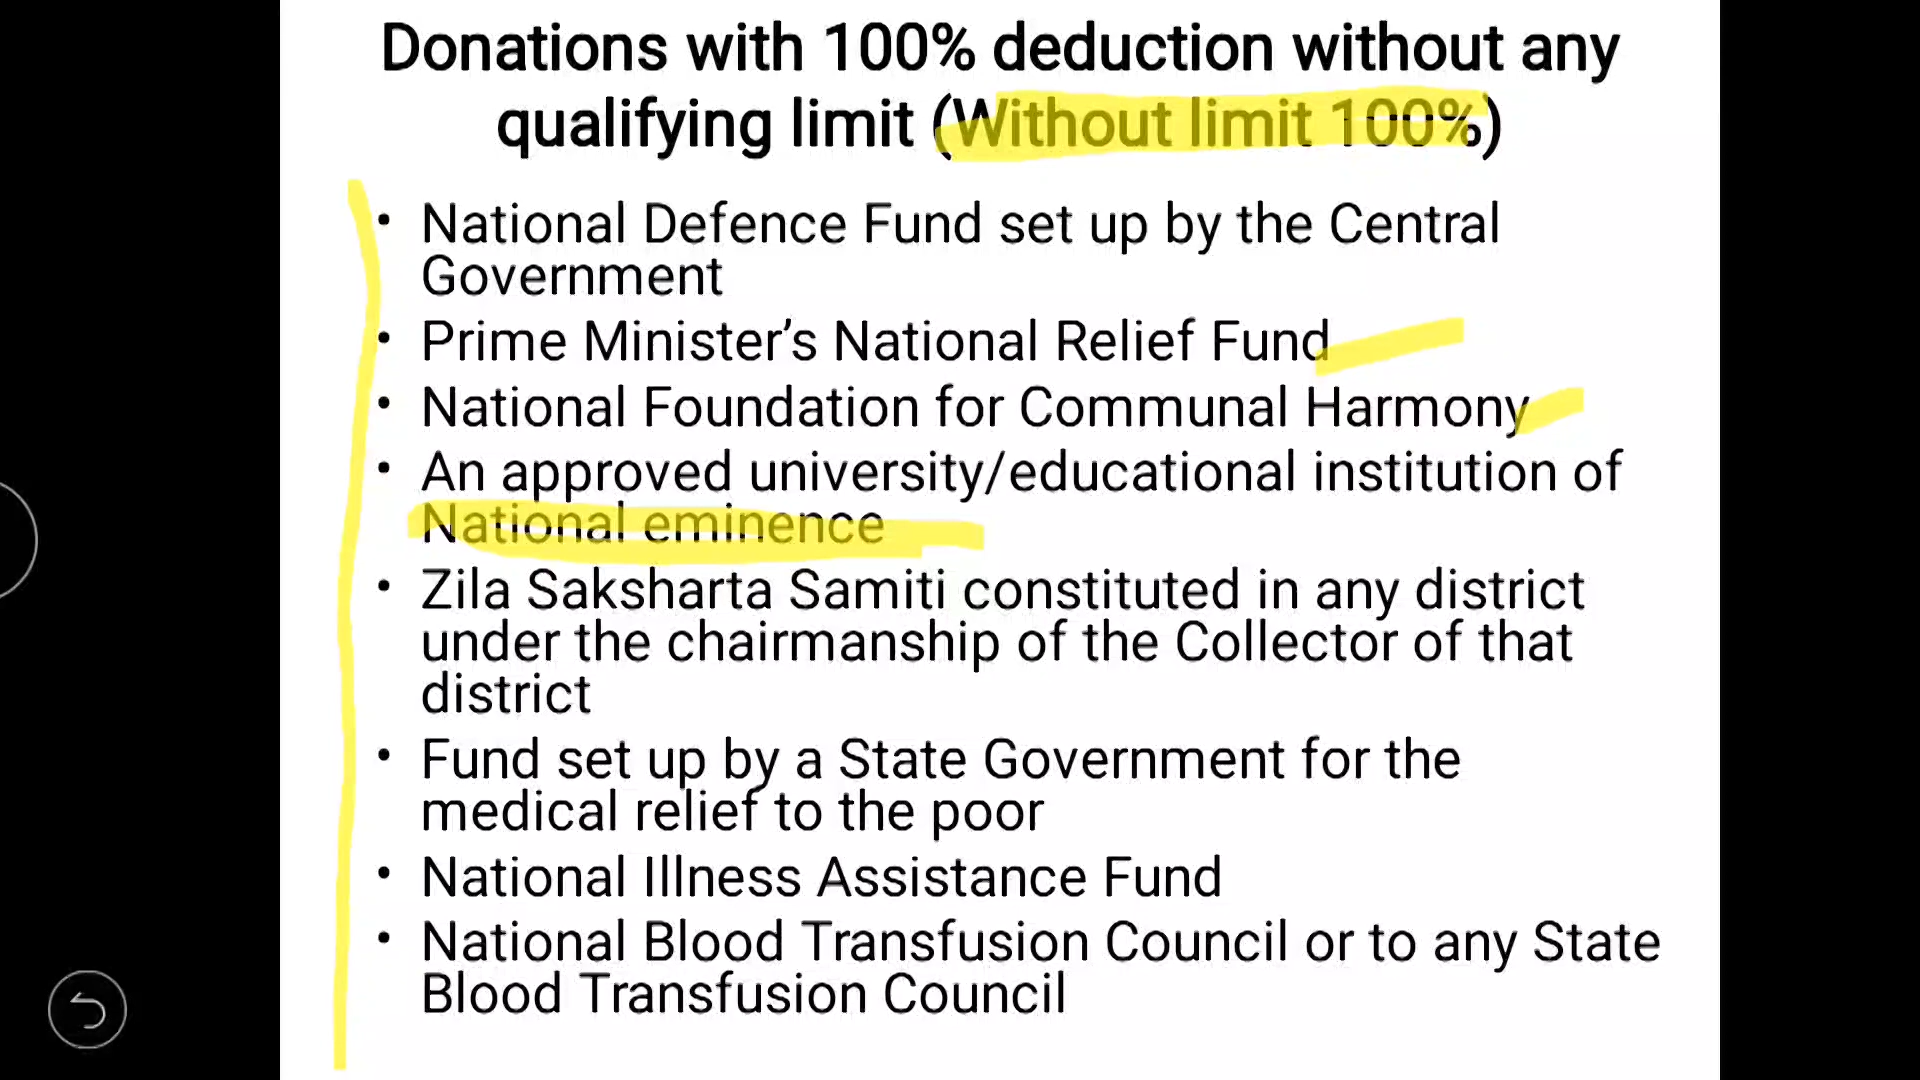 Donations with 100% deduction without any
qualifying limit (Without limit 100%)
• National Defence Fund set up by the Central
Government
• Prime Minister’s National Relief Fund
• National Foundation for Communal Harmony
• An approved university/educational institution of
National eminence
• Zila Saksharta Samiti constituted in any district
under the chairmanship of the Collector of that
district
• Fund set up by a State Government for the
medical relief to the poor
• National Illness Assistance Fund
• National Blood Transfusion Council or to any State
Blood Transfusion Council